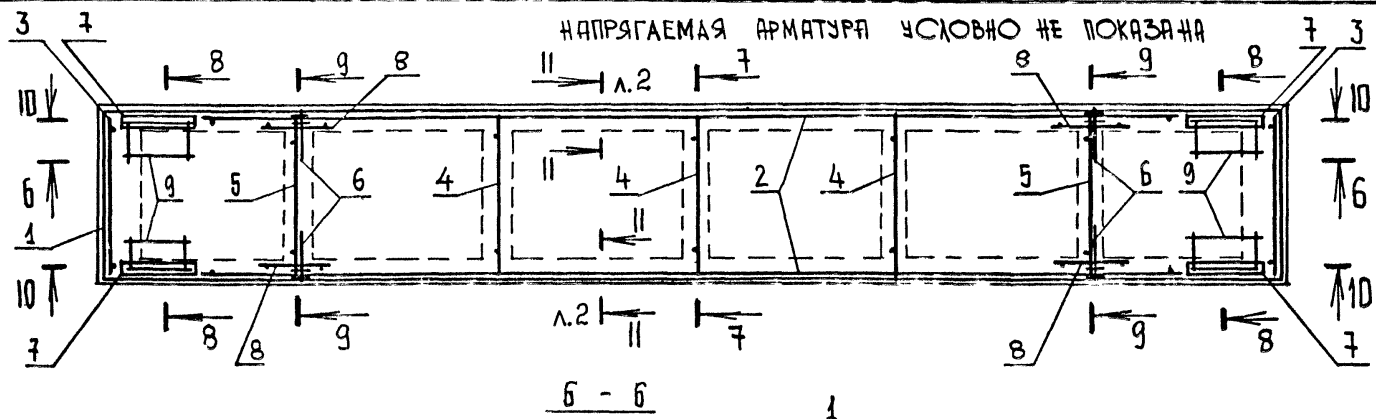 НАПРЯГАЕМАЯ АРМАТУРА УСЛОВНО НЕ ПОКАЗАНА
3 7 7 3
8 9 8 11 л.2 7 8 9 8
10 10
11
6 9 5 6 4 4 2 4 5 6 9 6
1
11
10 10
8 9 л.2 11 7 9 8
7 8 8 7
6 - 6 1